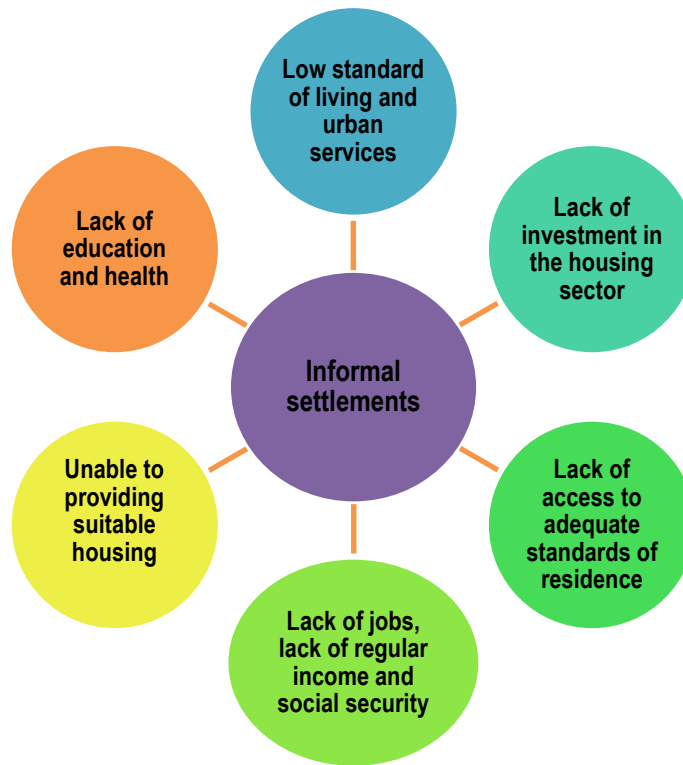 Low standard
of living and
urban
services
Lack of
education
and health
Lack of
investment in
the housing
sector
Informal
settlements
Unable to
providing
suitable
housing
Lack of
access to
adequate
standards of
residence
Lack of jobs,
lack of regular
income and
social security